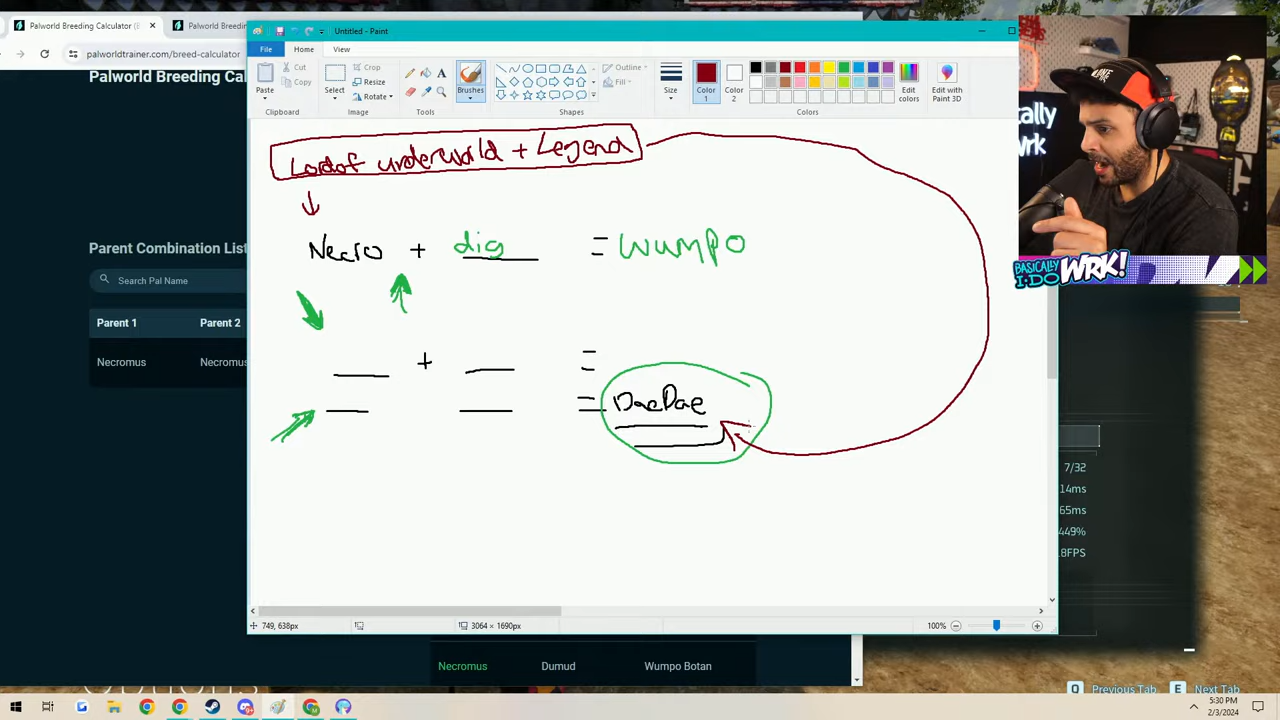 Palworld Breeding Calculator (B
Palworld Breedin
Untitled - Paint
palworldtrainer.com/breed-calculator
File Home View
Paste
Cut
Copy
Clipboard
Select
Crop
Resize
Rotate
Image
Tools
Brushes
Shapes
Outline
Fill
Size
Color 1
Color 2
Edit colors
Edit with Paint 3D
Colors
Palworld Breeding Cal
Lord of underworld + Legend
Necro + dig = Wumpo
+ =
= DaeDae
Parent Combination List
Search Pal Name
Parent 1 Parent 2
Necromus
cally
Wrk
BASICALLY I DO WRK!
7/32
14ms
65ms
449%
8FPS
749, 638px
3064 × 1690px
100%
Necromus Dumud Wumpo Botan
Q Previous Tab E Next Tab
5:30 PM
2/3/2024